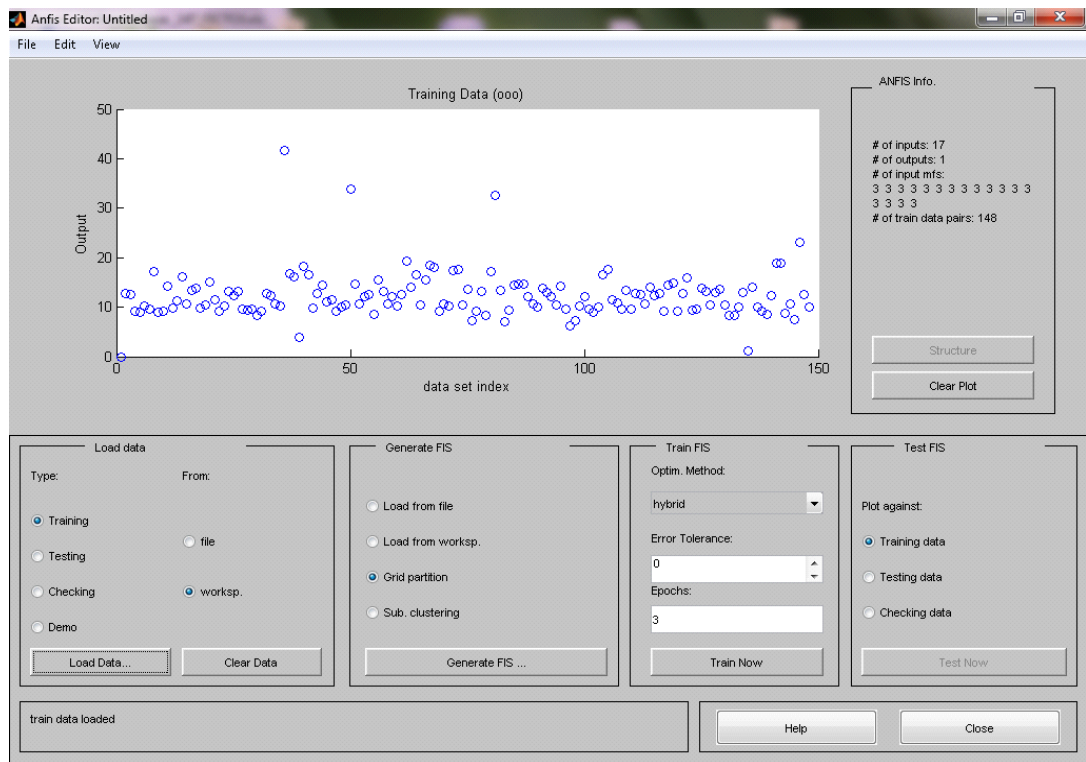 Anfis Editor: Untitled
File Edit View
Training Data (ooo)
50
40
30
20
10
0
Output
0 50 100 150
data set index
ANFIS Info.
# of inputs: 17
# of outputs: 1
# of input mfs:
3 3 3 3 3 3 3 3 3 3 3 3 3
3 3 3 3
# of train data pairs: 148
Structure
Clear Plot
Load data
Type:
From:
Training
Testing
Checking
Demo
file
worksp.
Load Data...
Clear Data
Generate FIS
Load from file
Load from worksp.
Grid partition
Sub. clustering
Generate FIS ...
Train FIS
Optim. Method:
hybrid
Error Tolerance:
0
Epochs:
3
Train Now
Test FIS
Plot against:
Training data
Testing data
Checking data
Test Now
train data loaded
Help
Close